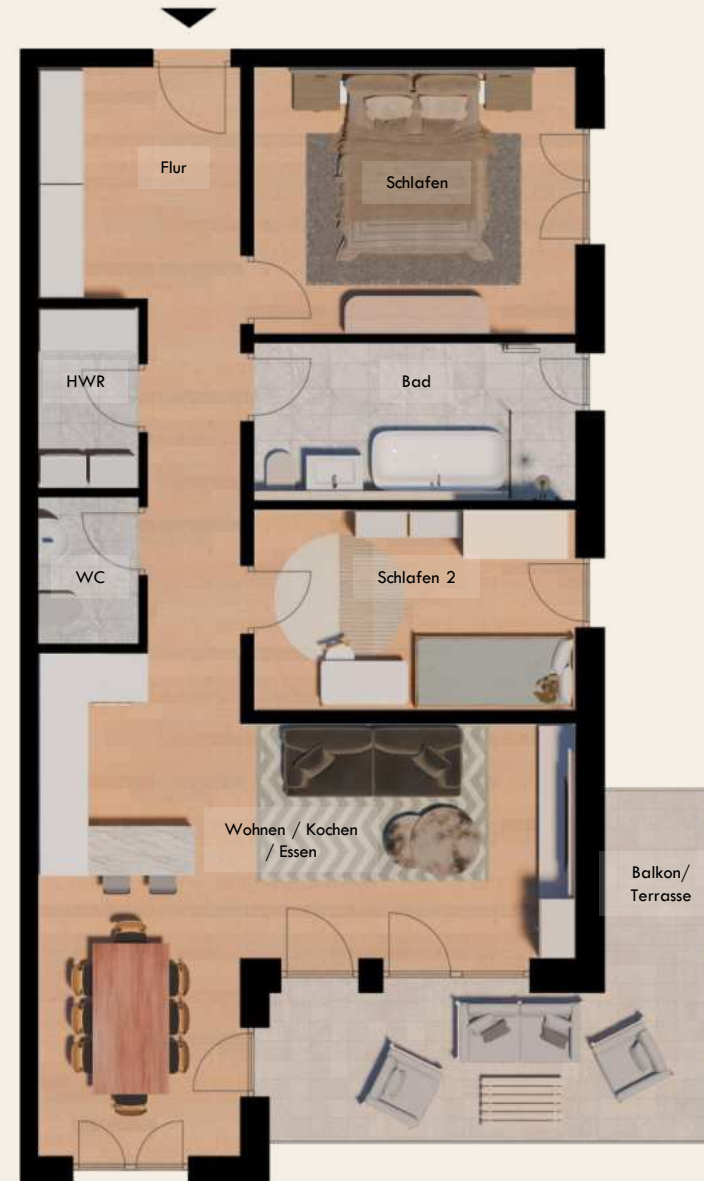 Flur
Schlafen
HWR
Bad
WC
Schlafen 2
Wohnen / Kochen
/ Essen
Balkon/
Terrasse